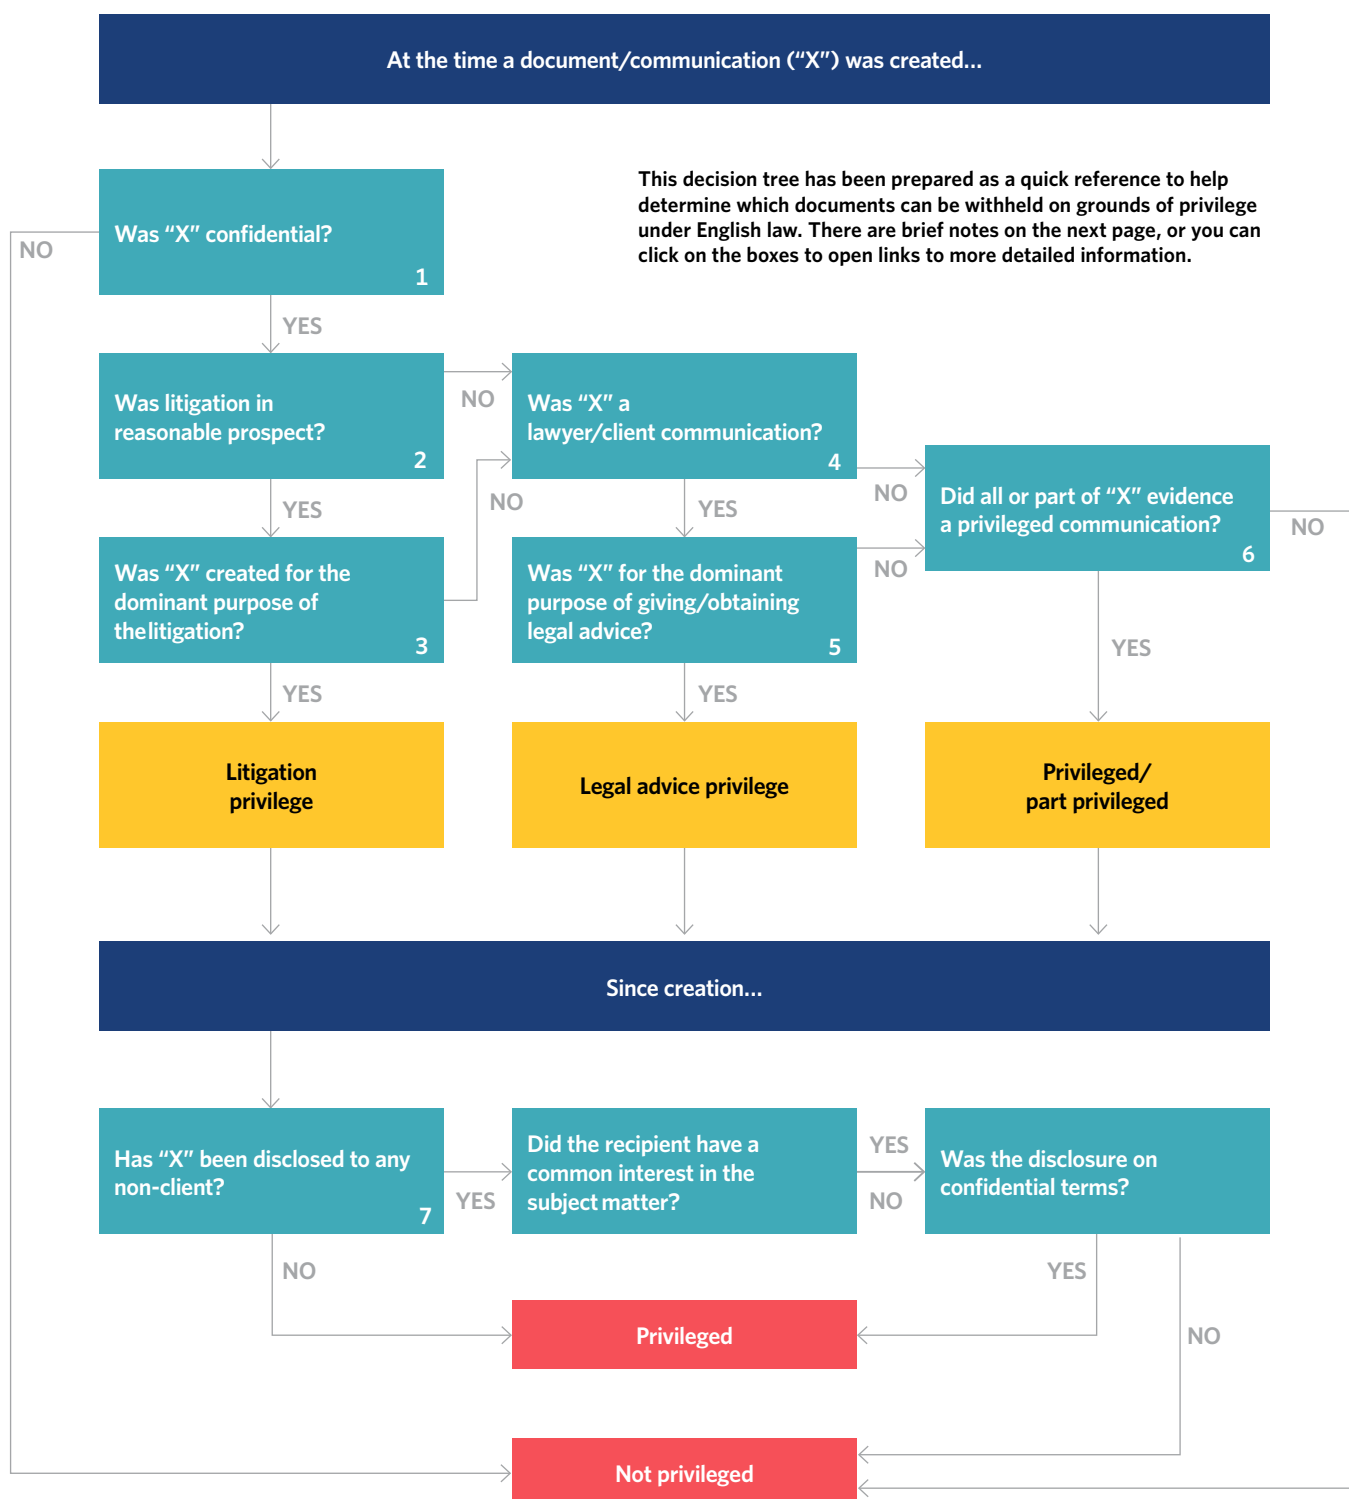 At the time a document/communication (“X”) was created...
This decision tree has been prepared as a quick reference to help
determine which documents can be withheld on grounds of privilege
under English law. There are brief notes on the next page, or you can
click on the boxes to open links to more detailed information.
Was “X” confidential?
1
NO
YES
Was litigation in
reasonable prospect?
2
NO
Was “X” a
lawyer/client communication?
4
NO
Did all or part of “X” evidence
a privileged communication?
6
NO
YES
NO
YES
Was “X” created for the
dominant purpose of
the litigation?
3
Was “X” for the dominant
purpose of giving/obtaining
legal advice?
5
NO
YES
YES
YES
Litigation
privilege
Legal advice privilege
Privileged/
part privileged
Since creation...
Has “X” been disclosed to any
non-client?
7
YES
Did the recipient have a
common interest in the
subject matter?
YES
NO
Was the disclosure on
confidential terms?
NO
YES
NO
Privileged
Not privileged